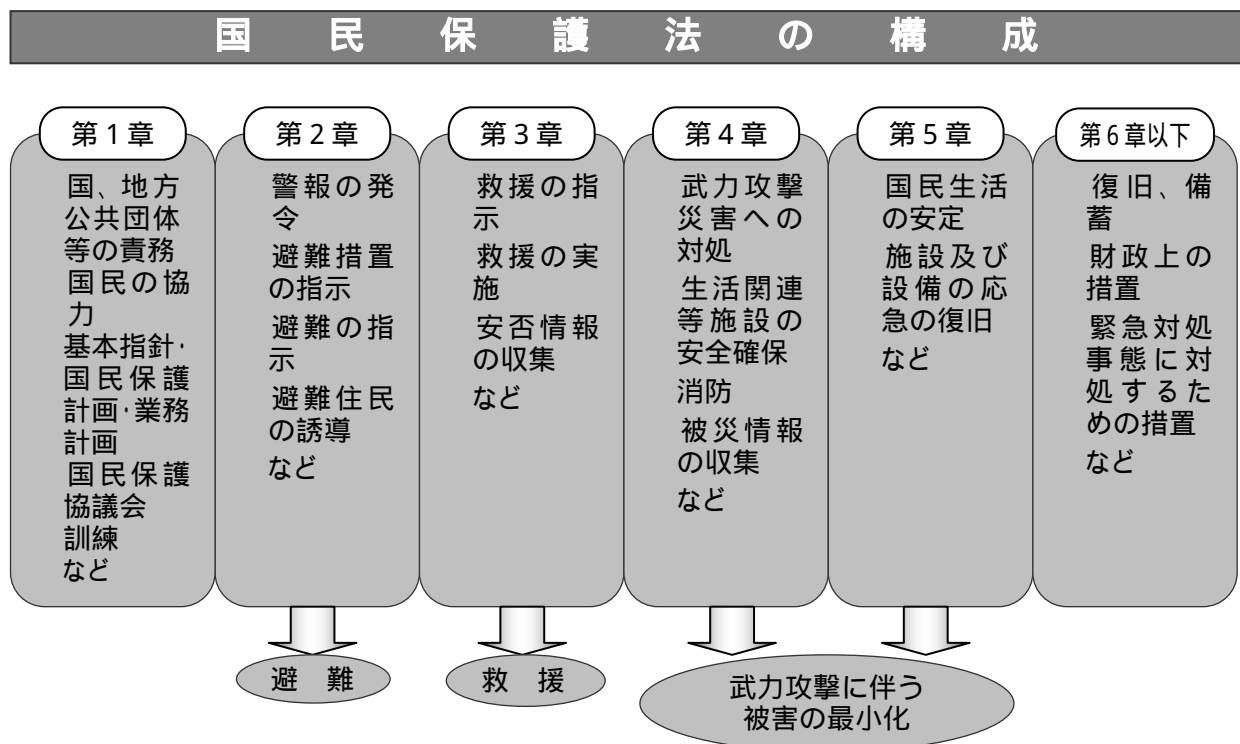 国民保護法の構成
第1章
国、地方
公共団体
等の責務
国民の協
力
基本指針・
国民保護
計画・業務
計画
国民保護
協議会
訓練
など
第2章
警報の発
令
避難措置
の指示
避難の指
示
避難住民
の誘導
など
第3章
救援の指
示
救援の実
施
安否情報
の収集
など
第4章
武力攻撃
災害への
対処
生活関連
等施設の
安全確保
消防
被災情報
の収集
など
第5章
国民生活
の安定
施設及び
設備の応
急の復旧
など
第6章以下
復旧、備
蓄
財政上の
措置
緊急対処
事態に対
処するた
めの措置
など
避難
救援
武力攻撃に伴う
被害の最小化